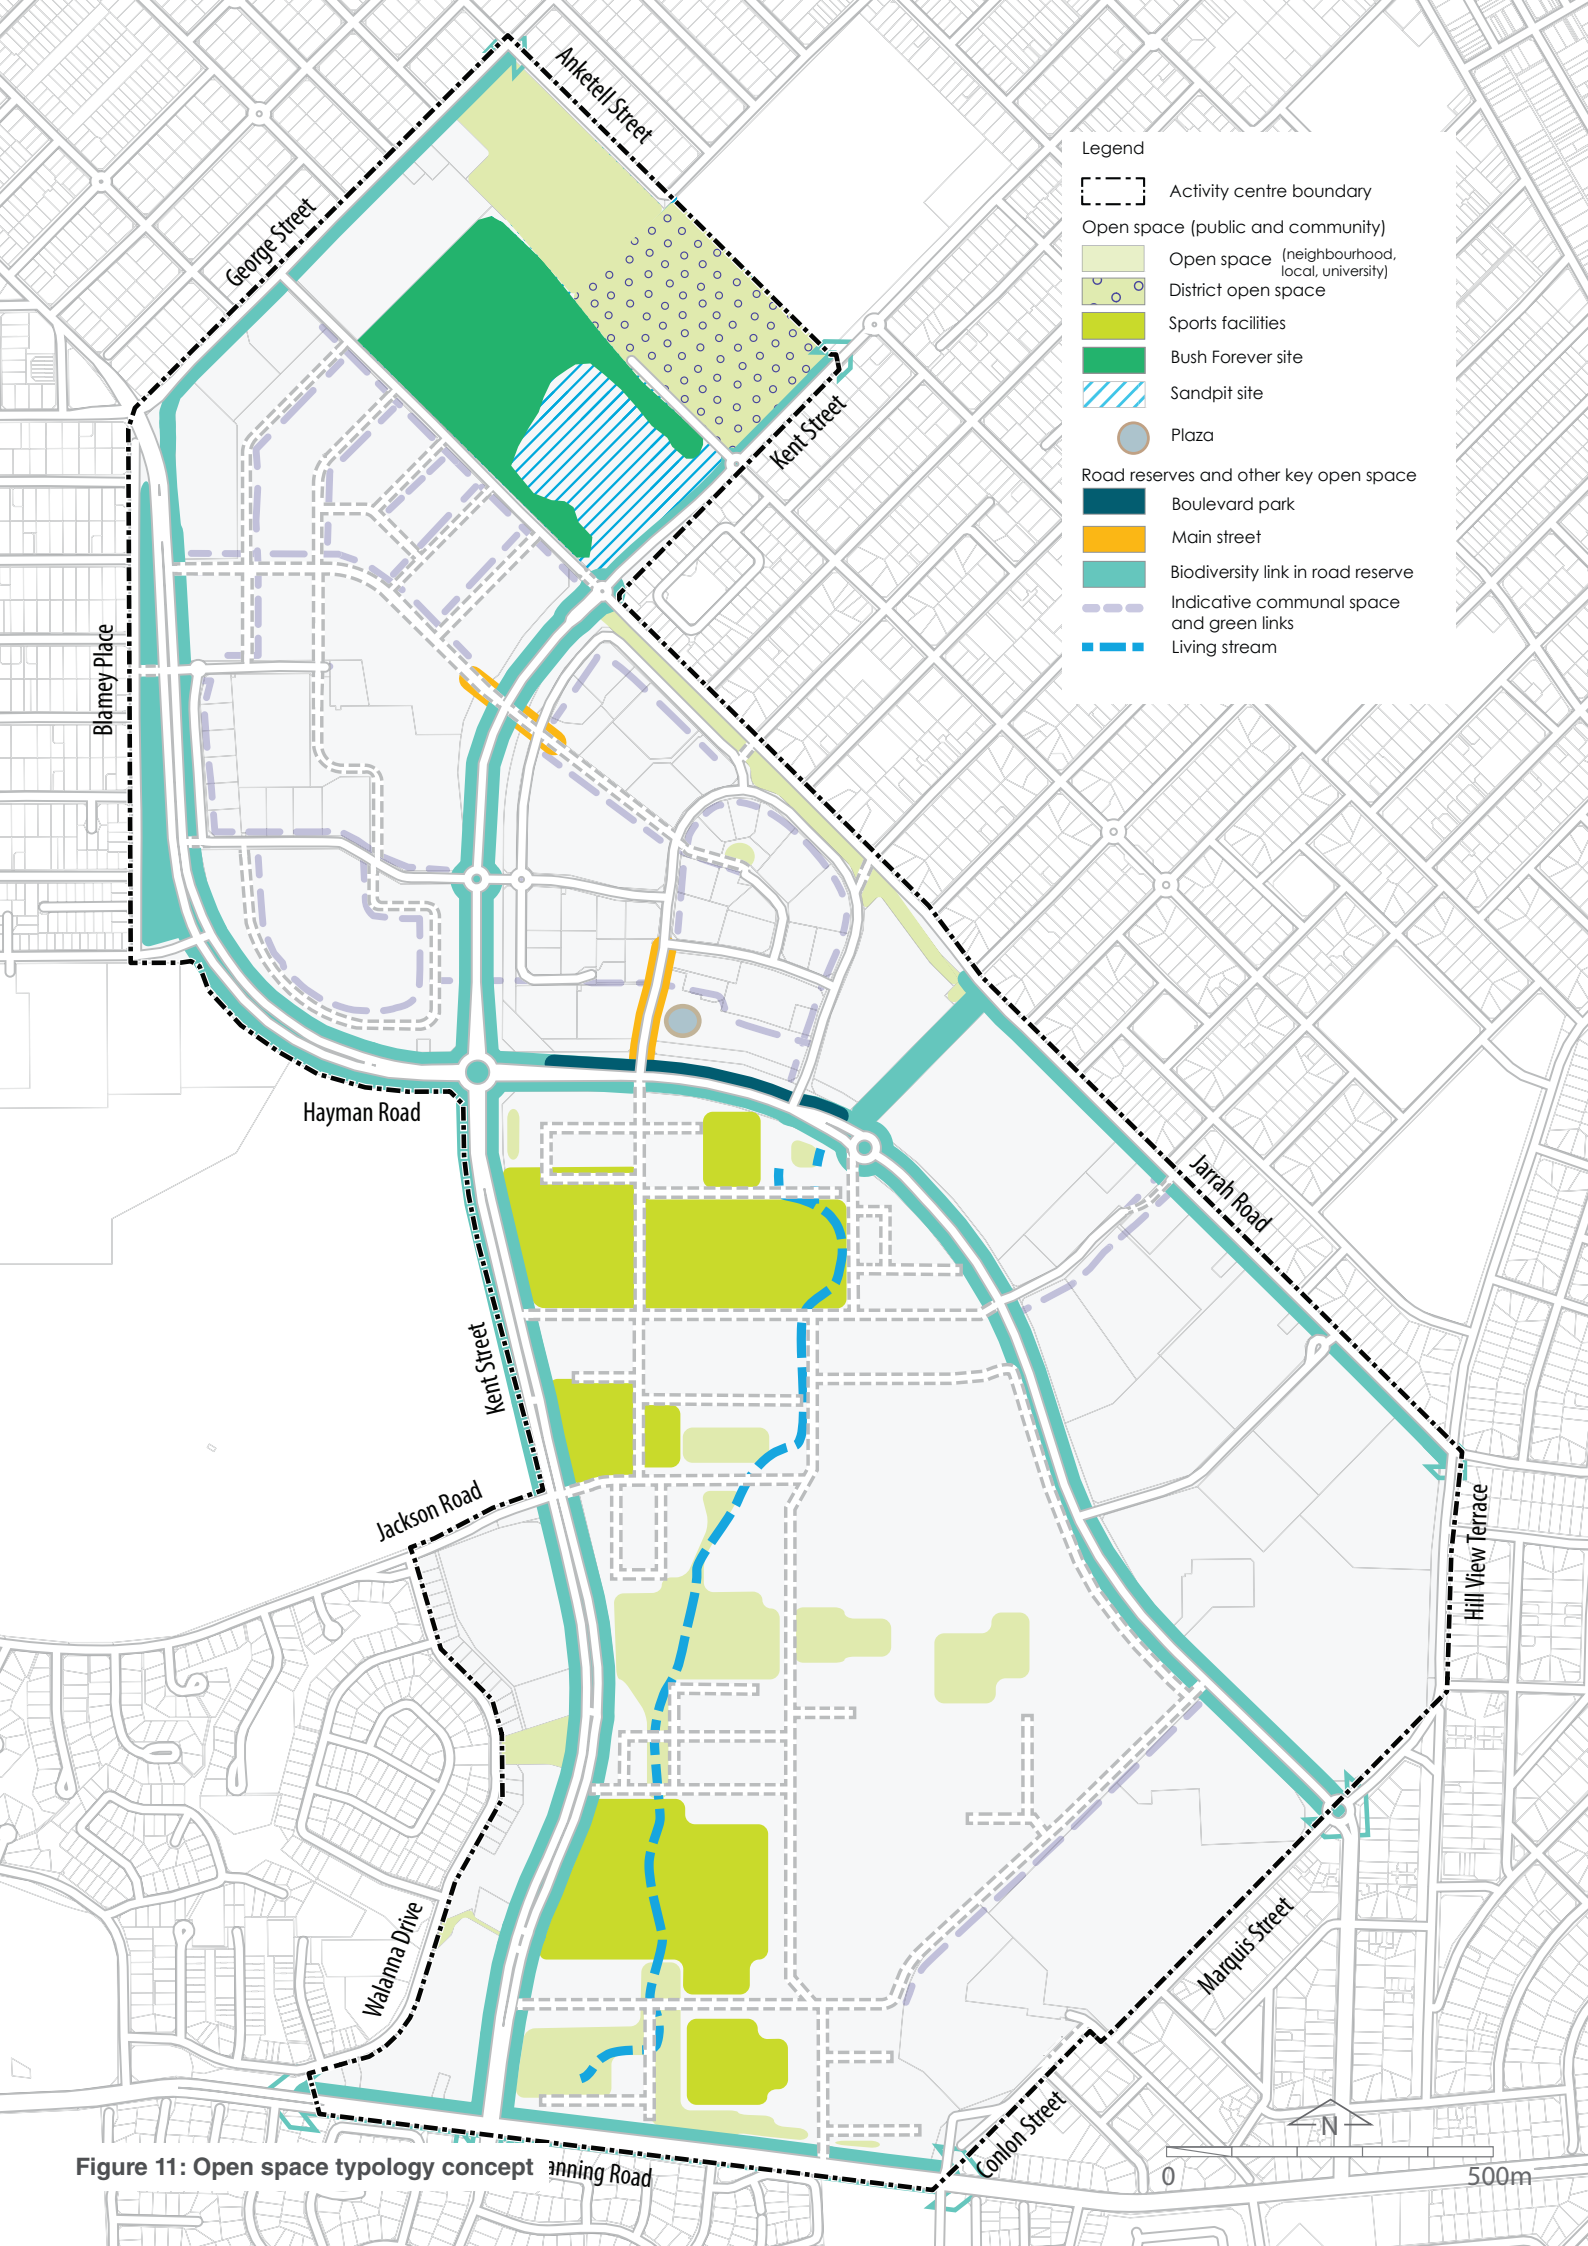 Anketell Street
George Street
Kent Street
Blamey Place
Hayman Road
Jarrah Road
Kent Street
Jackson Road
Hill View Terrace
Walanna Drive
Marquis Street
Conlon Street
anning Road
Legend
Activity centre boundary
Open space (public and community)
Open space (neighbourhood,
local, university)
District open space
Sports facilities
Bush Forever site
Sandpit site
Plaza
Road reserves and other key open space
Boulevard park
Main street
Biodiversity link in road reserve
Indicative communal space
and green links
Living stream
N
0 500m
Figure 11: Open space typology concept